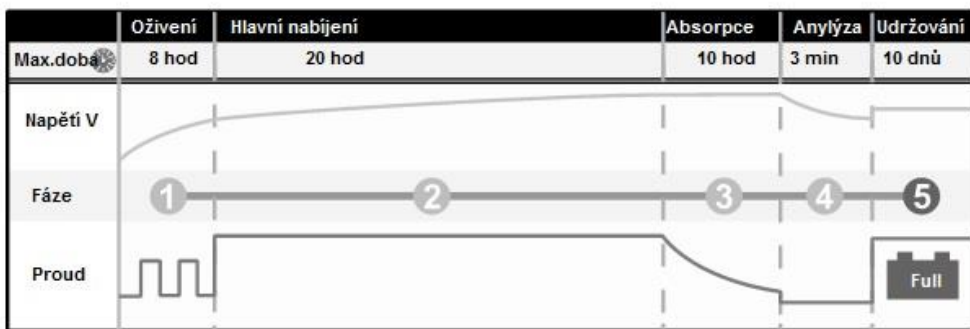 Oživení Hlavní nabíjení Absorpce Anylýza Udržování
Max.doba 8 hod 20 hod 10 hod 3 min 10 dnů
Napětí V
Fáze 1 2 3 4 5
Proud Full